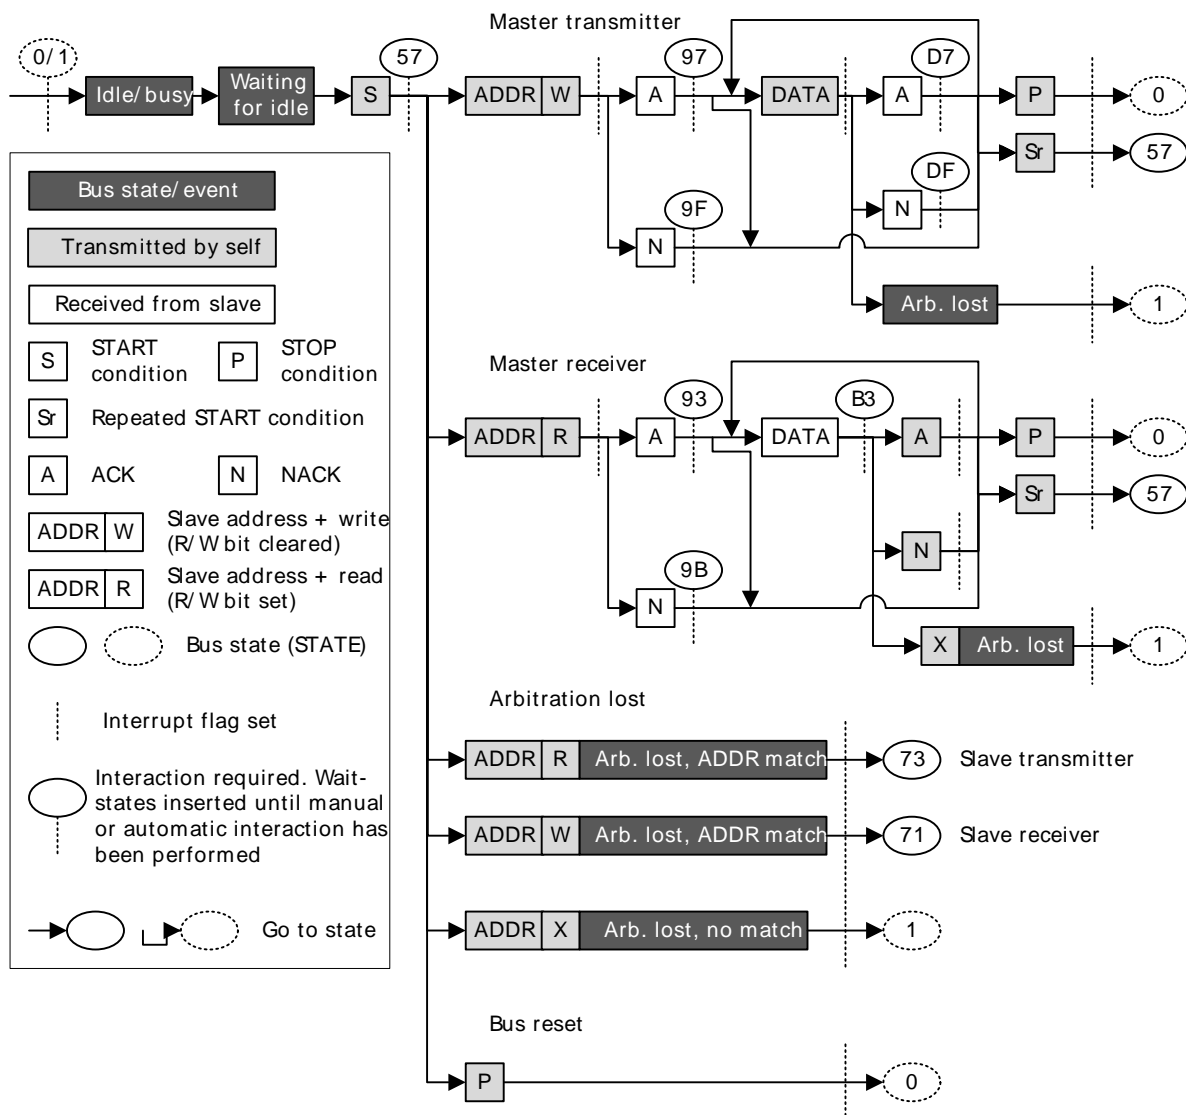 Master transmitter
0/1
57
97
D7
Idle/busy
Waiting
for idle
S
ADDR W
A
DATA
A
P
0
Sr
57
DF
N
9F
N
Arb. lost
1
Bus state/event
Transmitted by self
Received from slave
S
START
condition
P
STOP
condition
Sr
Repeated START condition
A
ACK
N
NACK
ADDR W
Slave address + write
(R/W bit cleared)
ADDR R
Slave address + read
(R/W bit set)
Bus state (STATE)
Interrupt flag set
Interaction required. Wait-
states inserted until manual
or automatic interaction has
been performed
Go to state
Master receiver
93
B3
ADDR R
A
DATA
A
P
0
Sr
57
N
9B
N
X Arb. lost
1
Arbitration lost
ADDR R Arb. lost, ADDR match
73
Slave transmitter
ADDR W Arb. lost, ADDR match
71
Slave receiver
ADDR X Arb. lost, no match
1
Bus reset
P
0